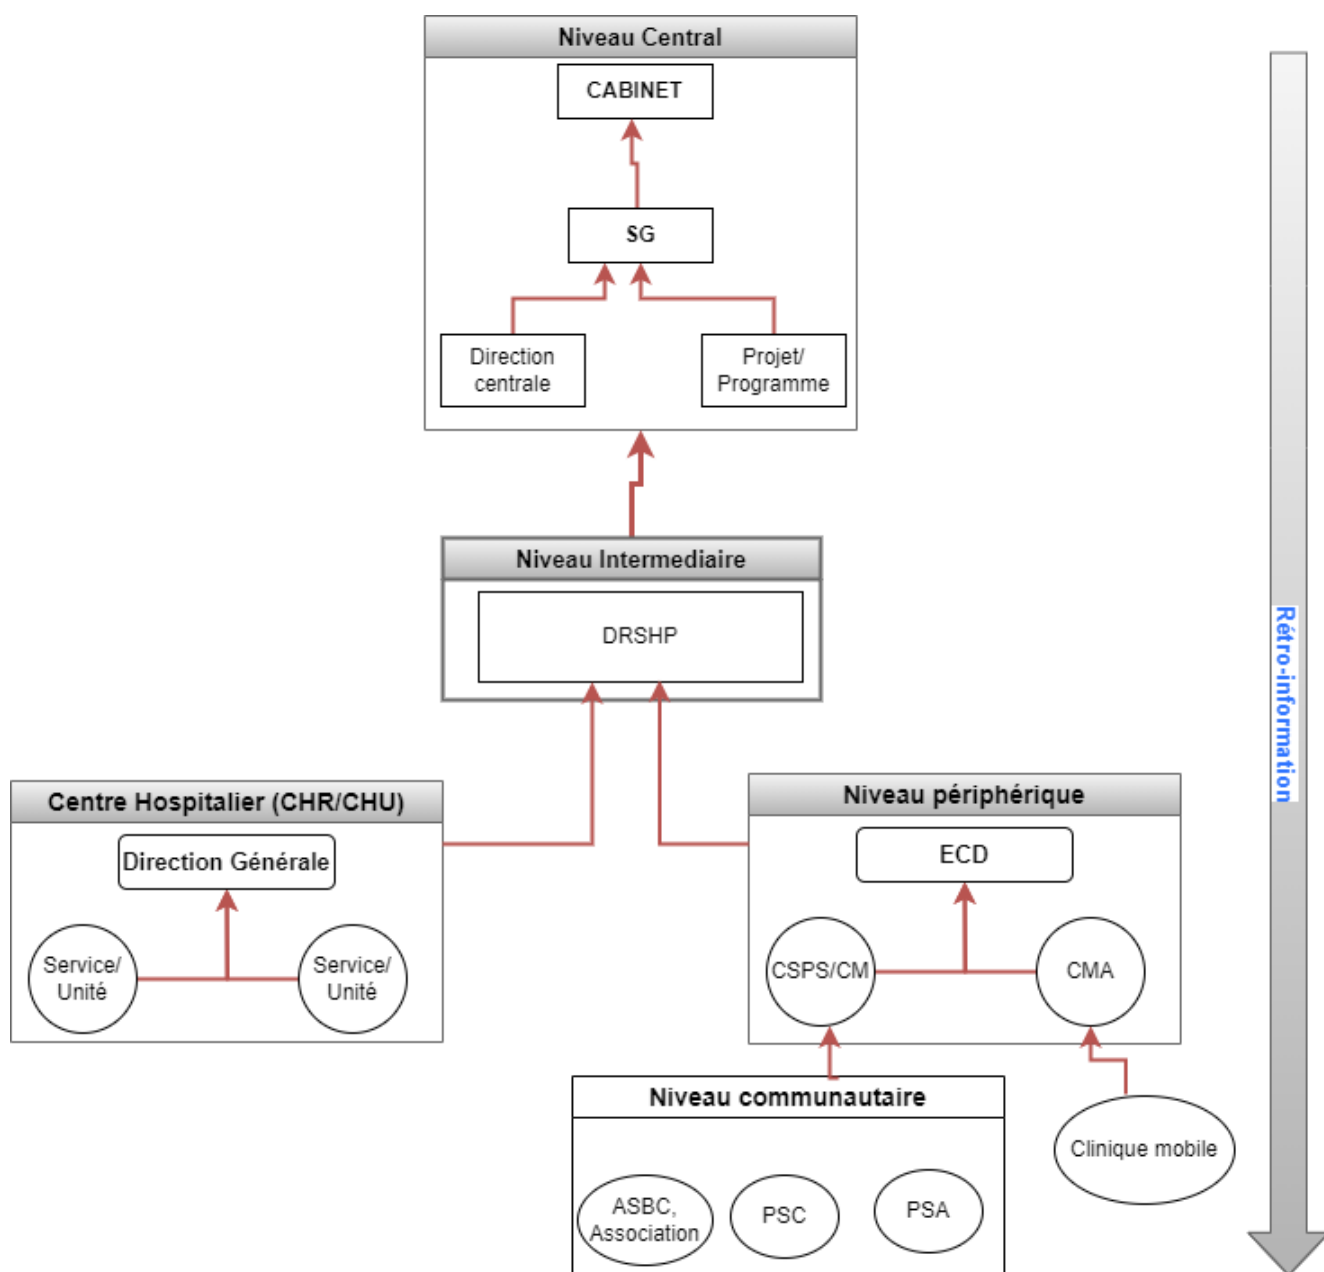 Niveau Central
CABINET
SG
Direction
centrale
Projet/
Programme
Niveau Intermediaire
DRSHP
Rétro-information
Centre Hospitalier (CHR/CHU)
Direction Générale
Service/
Unité
Service/
Unité
Niveau périphérique
ECD
CSPS/CM
CMA
Niveau communautaire
ASBC,
Association
PSC
PSA
Clinique mobile